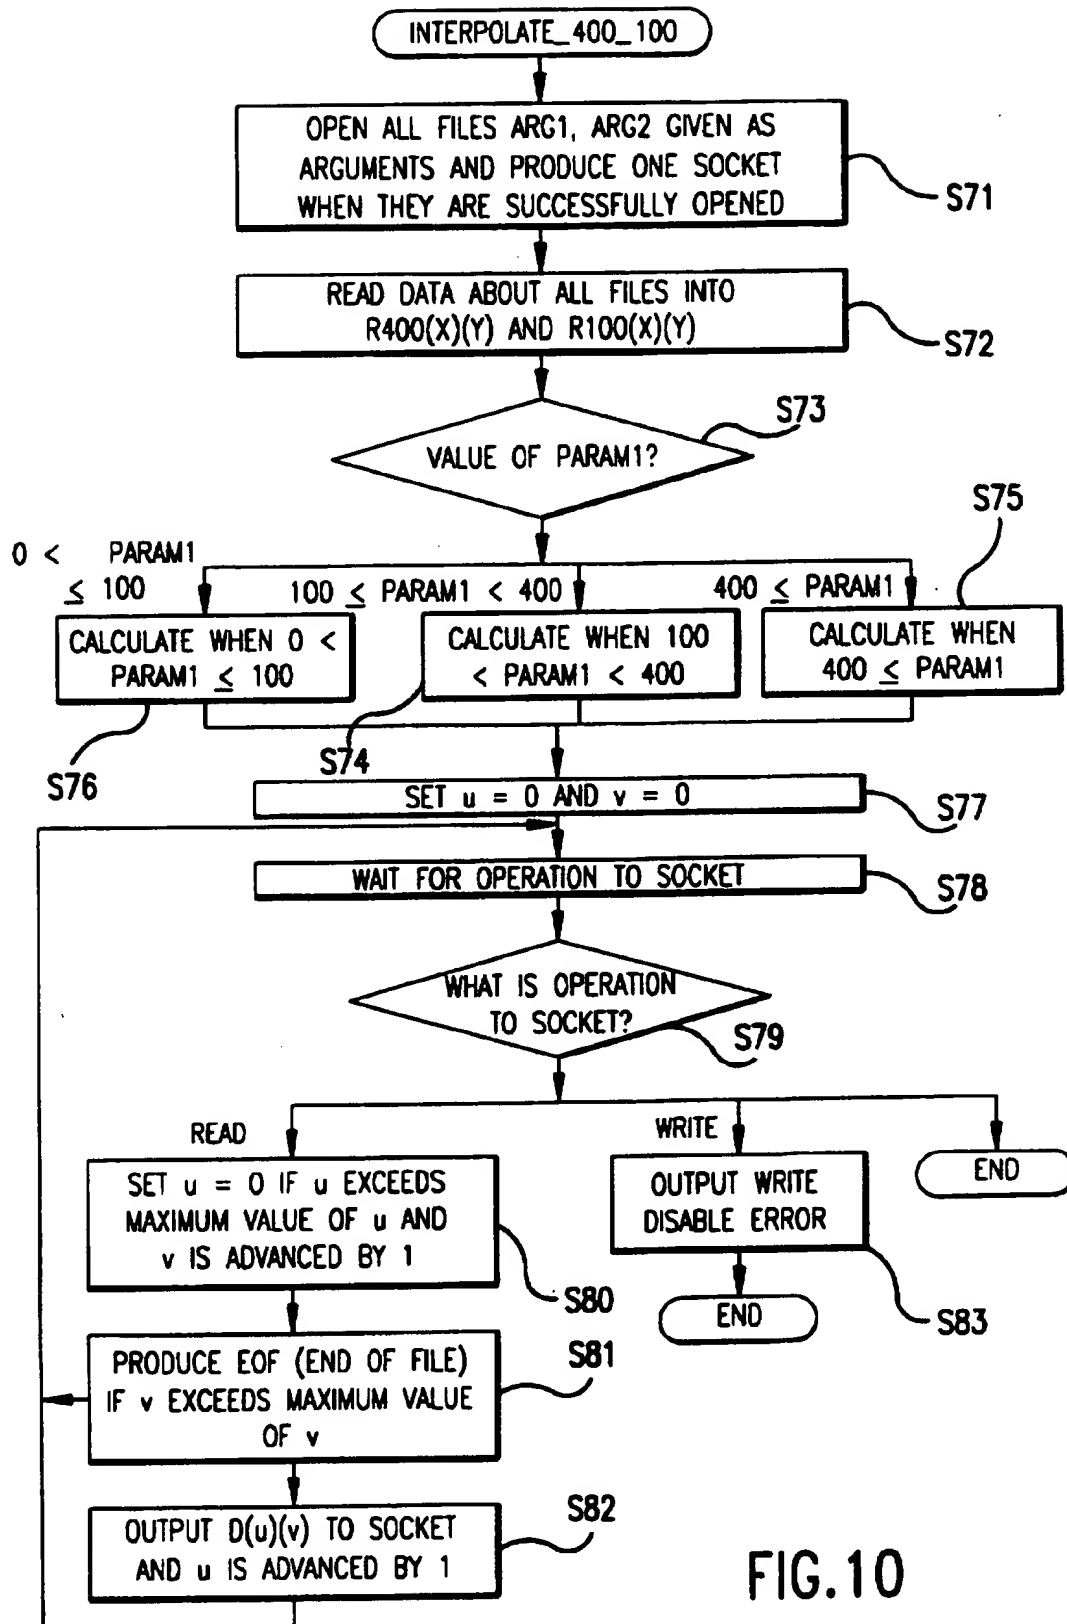 INTERPOLATE_400_100
OPEN ALL FILES ARG1, ARG2 GIVEN AS
ARGUMENTS AND PRODUCE ONE SOCKET
WHEN THEY ARE SUCCESSFULLY OPENED
S71
READ DATA ABOUT ALL FILES INTO
R400(X)(Y) AND R100(X)(Y)
S72
S73
VALUE OF PARAM1?
S75
0 < PARAM1
≤ 100
100 ≤ PARAM1 < 400
400 ≤ PARAM1
CALCULATE WHEN 0 <
PARAM1 ≤ 100
CALCULATE WHEN 100
< PARAM1 < 400
CALCULATE WHEN
400 ≤ PARAM1
S76
S74
SET u = 0 AND v = 0
S77
WAIT FOR OPERATION TO SOCKET
S78
WHAT IS OPERATION
TO SOCKET?
S79
READ
WRITE
SET u = 0 IF u EXCEEDS
MAXIMUM VALUE OF u AND
v IS ADVANCED BY 1
S80
OUTPUT WRITE
DISABLE ERROR
END
END
S83
PRODUCE EOF (END OF FILE)
IF v EXCEEDS MAXIMUM VALUE
OF v
S81
OUTPUT D(u)(v) TO SOCKET
AND u IS ADVANCED BY 1
S82
FIG.10